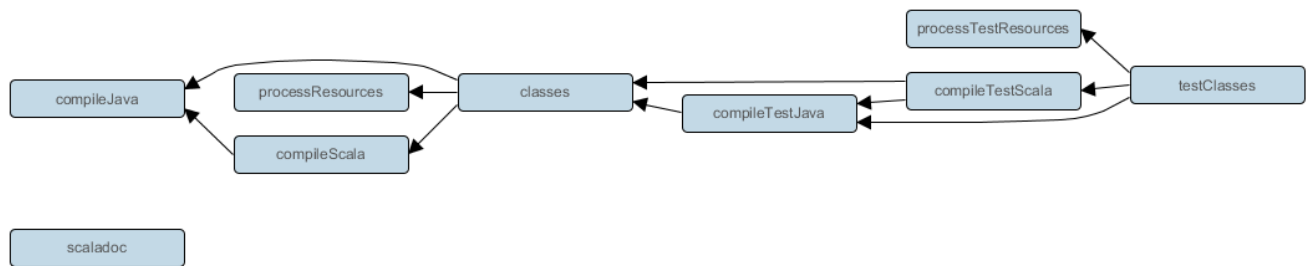 processTestResources
compileJava
processResources
classes
compileTestScala
testClasses
compileTestJava
compileScala
scaladoc